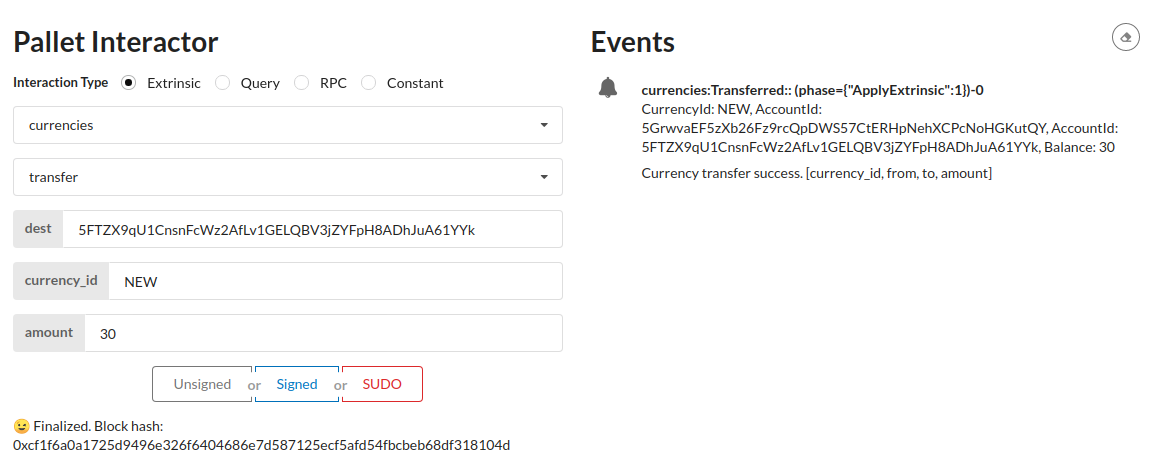 Pallet Interactor
Interaction Type Extrinsic Query RPC Constant
currencies
transfer
dest 5FTZX9qU1CnsnFcWz2AfLv1GELQBV3jZYFpH8ADhJuA61YYk
currency_id NEW
amount 30
Unsigned or Signed or SUDO
😉 Finalized. Block hash:
0xcf1f6a0a1725d9496e326f6404686e7d587125ecf5afd54fbcbeb68df318104d
Events
currencies:Transferred:: (phase={"ApplyExtrinsic":1})-0
CurrencyId: NEW, AccountId:
5GrwvaEF5zXb26Fz9rcQpDWS57CtERHpNehXCPcNoHGKutQY, AccountId:
5FTZX9qU1CnsnFcWz2AfLv1GELQBV3jZYFpH8ADhJuA61YYk, Balance: 30
Currency transfer success. [currency_id, from, to, amount]